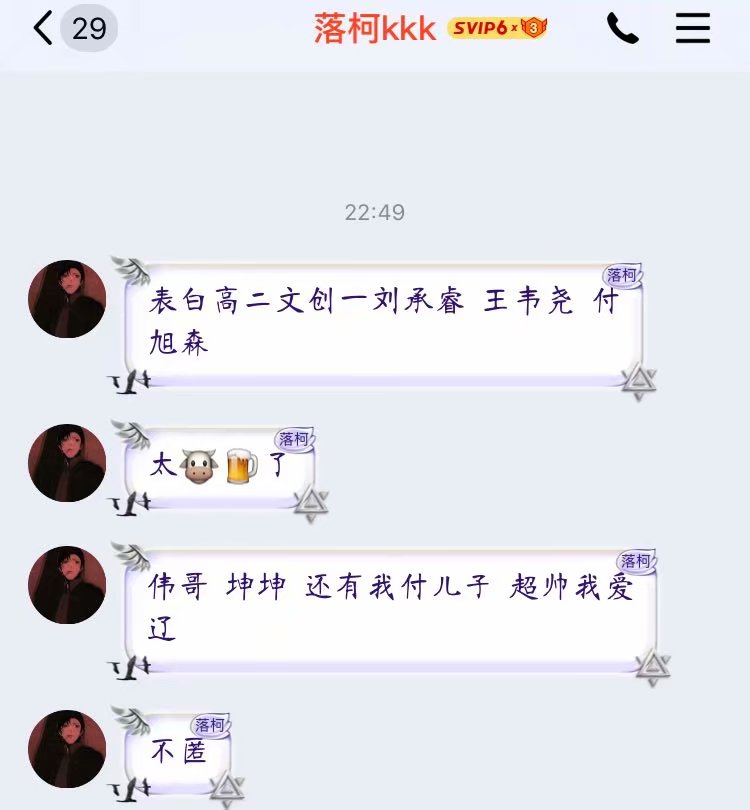 29
落柯kkk SVIP6x3
22:49
落柯
表白高二文创一刘承睿 王韦尧 付
旭森
落柯
太🐮🍺了
落柯
伟哥 坤坤 还有我付儿子 超帅我爱
辽
落柯
不匿